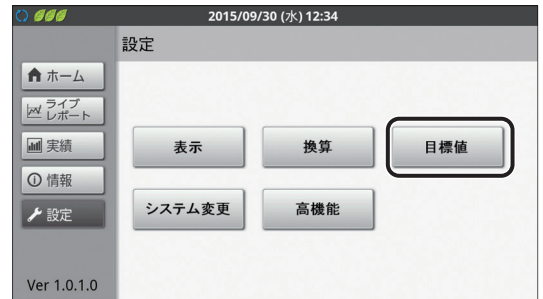 2015/09/30 (水) 12:34
設定
ホーム
ライブ
レポート
実績
情報
設定
表示
換算
目標値
システム変更
高機能
Ver 1.0.1.0